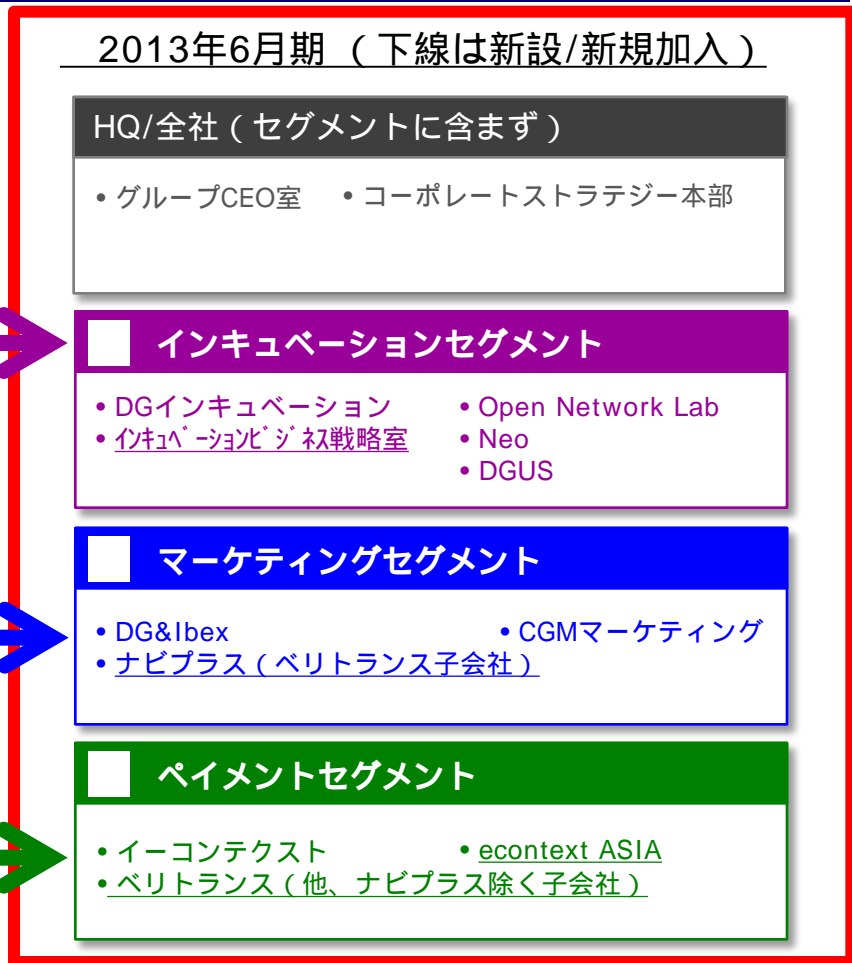 2013年6月期 （下線は新設/新規加入）
HQ/全社（セグメントに含まず）
• グループCEO室 • コーポレートストラテジー本部
インキュベーションセグメント
• DGインキュベーション • Open Network Lab
• ｲﾝｷｭﾍﾞｰｼｮﾝﾋﾞｼﾞﾈｽ戦略室 • Neo
• DGUS
マーケティングセグメント
• DG&Ibex • CGMマーケティング
• ナビプラス（ベリトランス子会社）
ペイメントセグメント
• イーコンテクスト • econtext ASIA
• ベリトランス（他、ナビプラス除く子会社）